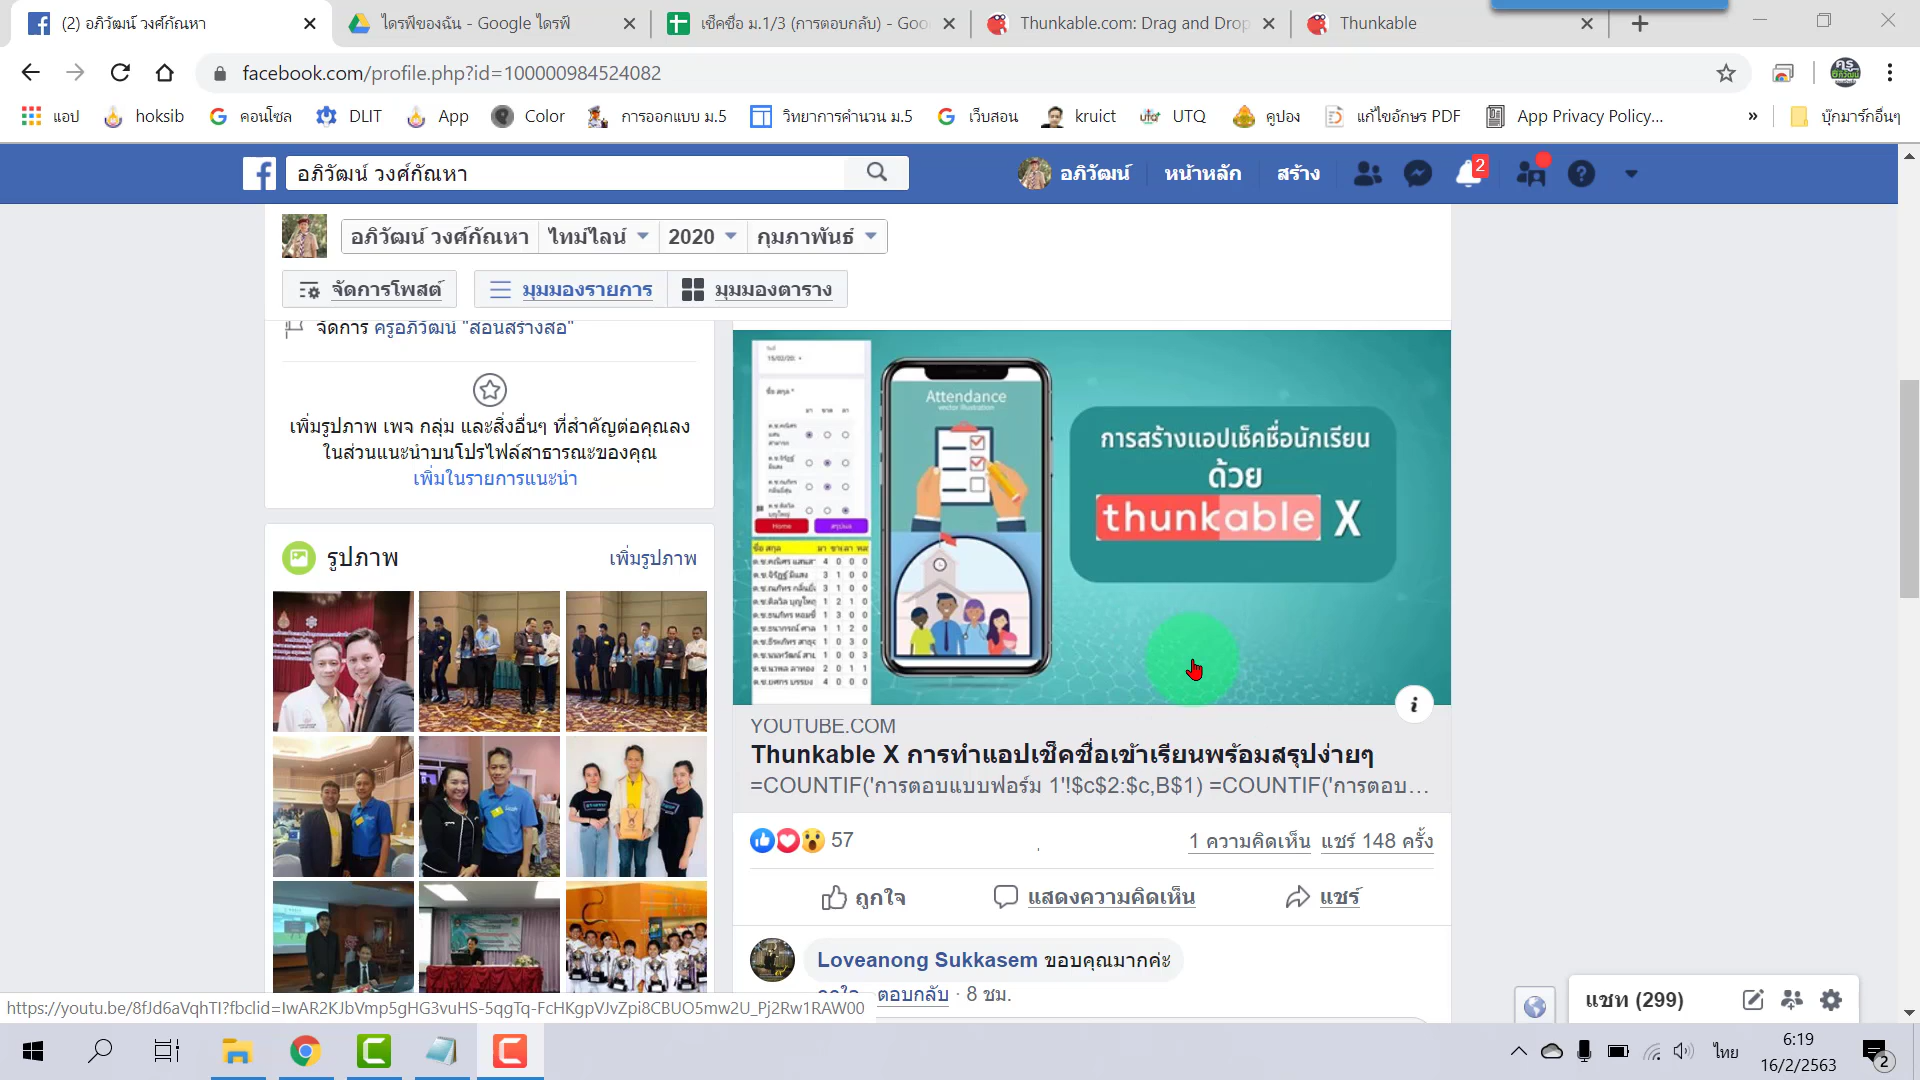 (2) อภิวัฒน์ วงศ์กัณหา
ไดรฟ์ของฉัน - Google ไดรฟ์
เช็คชื่อ ม.1/3 (การตอบกลับ) - Goo
Thunkable.com: Drag and Drop
Thunkable
facebook.com/profile.php?id=100000984524082
แอป
hoksib
คอนโซล
DLIT
App
Color
การออกแบบ ม.5
วิทยาการคำนวน ม.5
เว็บสอน
kruict
UTQ
คูปอง
แก้ไขอักษร PDF
App Privacy Policy...
»
บุ๊กมาร์กอื่นๆ
อภิวัฒน์ วงศ์กัณหา
อภิวัฒน์
หน้าหลัก
สร้าง
2
อภิวัฒน์ วงศ์กัณหา
ไทม์ไลน์
2020
กุมภาพันธ์
จัดการโพสต์
มุมมองรายการ
มุมมองตาราง
จัดการ ครูอภิวัฒน์ "สอนสร้างสื่อ"
เพิ่มรูปภาพ เพจ กลุ่ม และสิ่งอื่นๆ ที่สำคัญต่อคุณลง
ในส่วนแนะนำบนโปรไฟล์สาธารณะของคุณ
เพิ่มในรายการแนะนำ
รูปภาพ
เพิ่มรูปภาพ
Attendance
vector illustration
การสร้างแอปเช็คชื่อนักเรียน
ด้วย
thunkable X
Home
สรุปผล
YOUTUBE.COM
Thunkable X การทำแอปเช็คชื่อเข้าเรียนพร้อมสรุปง่ายๆ
=COUNTIF('การตอบแบบฟอร์ม 1'!$c$2:$c,B$1) =COUNTIF('การตอบ...
57
1 ความคิดเห็น
แชร์ 148 ครั้ง
ถูกใจ
แสดงความคิดเห็น
แชร์
Loveanong Sukkasem ขอบคุณมากค่ะ
ถูกใจ · ตอบกลับ · 8 ชม.
แชท (299)
https://youtu.be/8fJd6aVqhTI?fbclid=IwAR2KJbVmp5gHG3vuHS-5qgTq-FcHKgpVJvZpi8CBUO5mw2U_Pj2Rw1RAW00
ไทย
6:19
16/2/2563
2